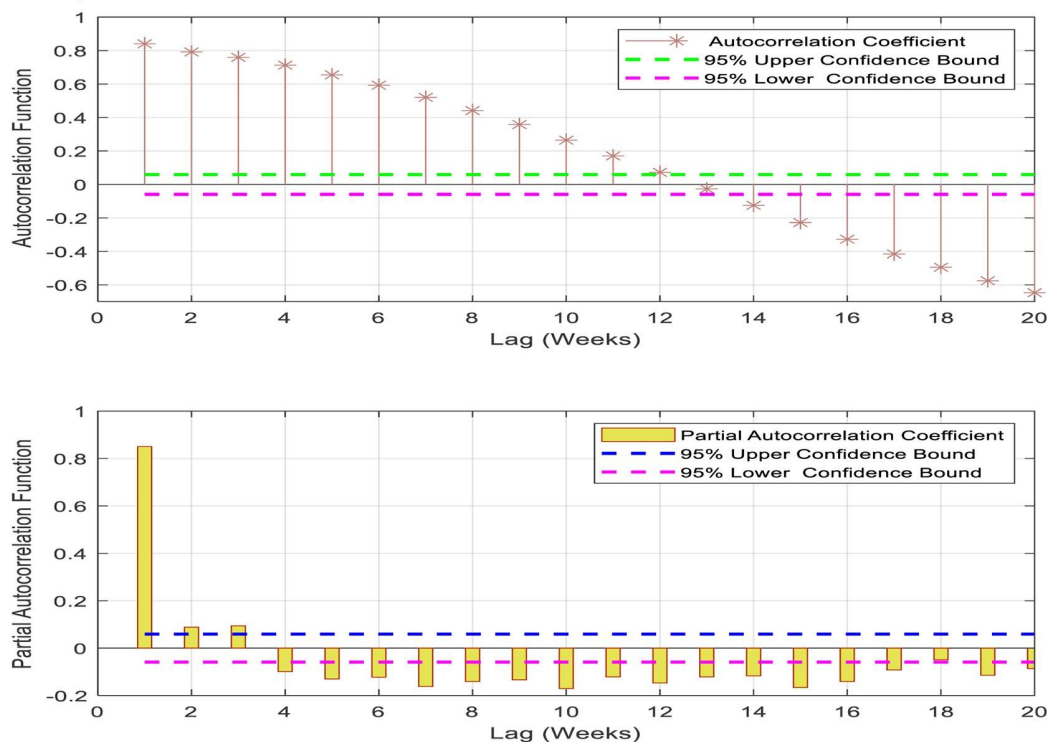 1
0.8
0.6
0.4
0.2
0
-0.2
-0.4
-0.6
Autocorrelation Function
Autocorrelation Coefficient
95% Upper Confidence Bound
95% Lower Confidence Bound
0 2 4 6 8 10 12 14 16 18 20
Lag (Weeks)
1
0.8
0.6
0.4
0.2
0
-0.2
Partial Autocorrelation Function
Partial Autocorrelation Coefficient
95% Upper Confidence Bound
95% Lower Confidence Bound
0 2 4 6 8 10 12 14 16 18 20
Lag (Weeks)